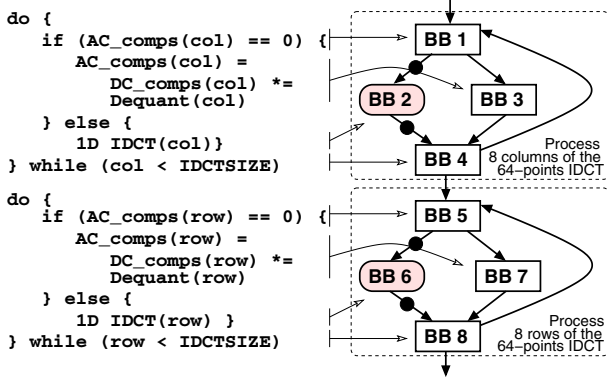 do {
if (AC_comps(col) == 0) {
AC_comps(col) =
DC_comps(col) *=
Dequant(col)
} else {
1D IDCT(col)}
} while (col < IDCTSIZE)
BB 1
BB 2
BB 3
BB 4
Process
8 columns of the
64-points IDCT
do {
if (AC_comps(row) == 0) {
AC_comps(row) =
DC_comps(row) *=
Dequant(row)
} else {
1D IDCT(row) }
} while (row < IDCTSIZE)
BB 5
BB 6
BB 7
BB 8
Process
8 rows of the
64-points IDCT